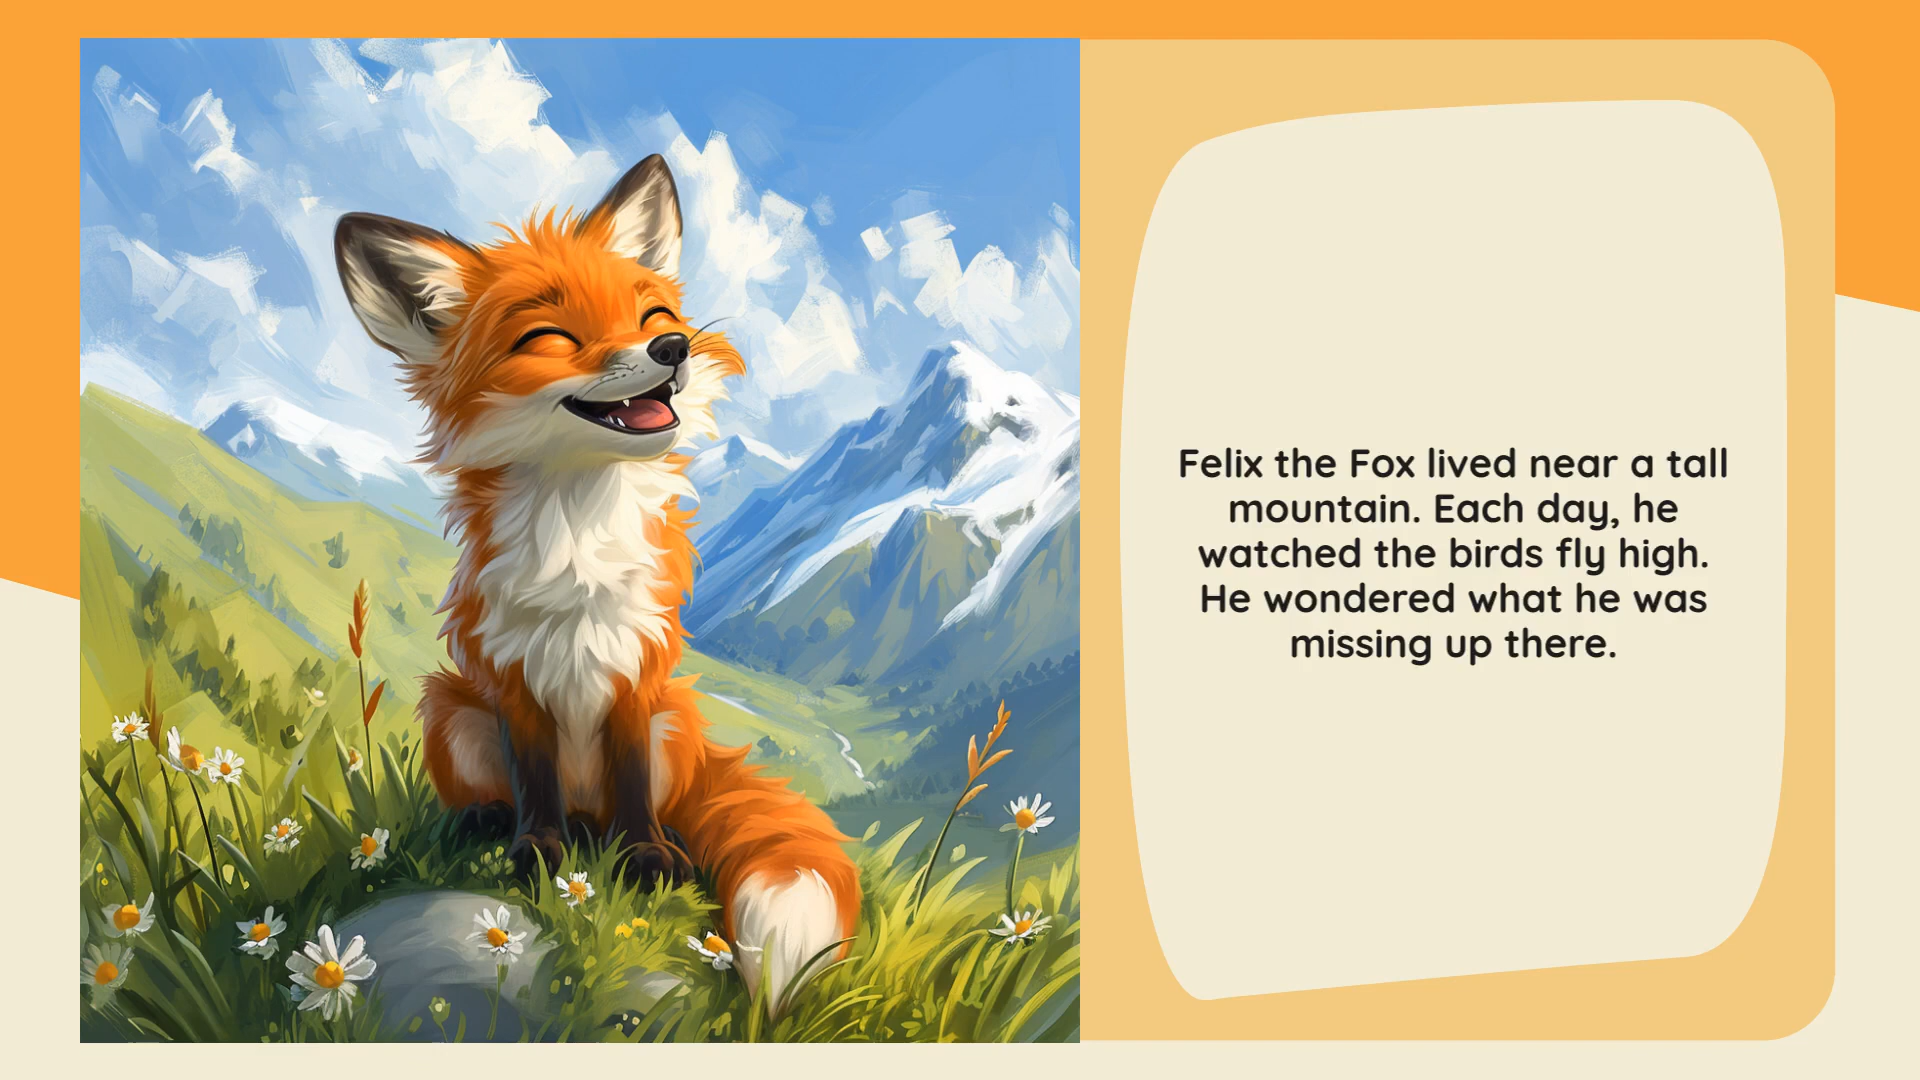 Felix the Fox lived near a tall
mountain. Each day, he
watched the birds fly high.
He wondered what he was
missing up there.